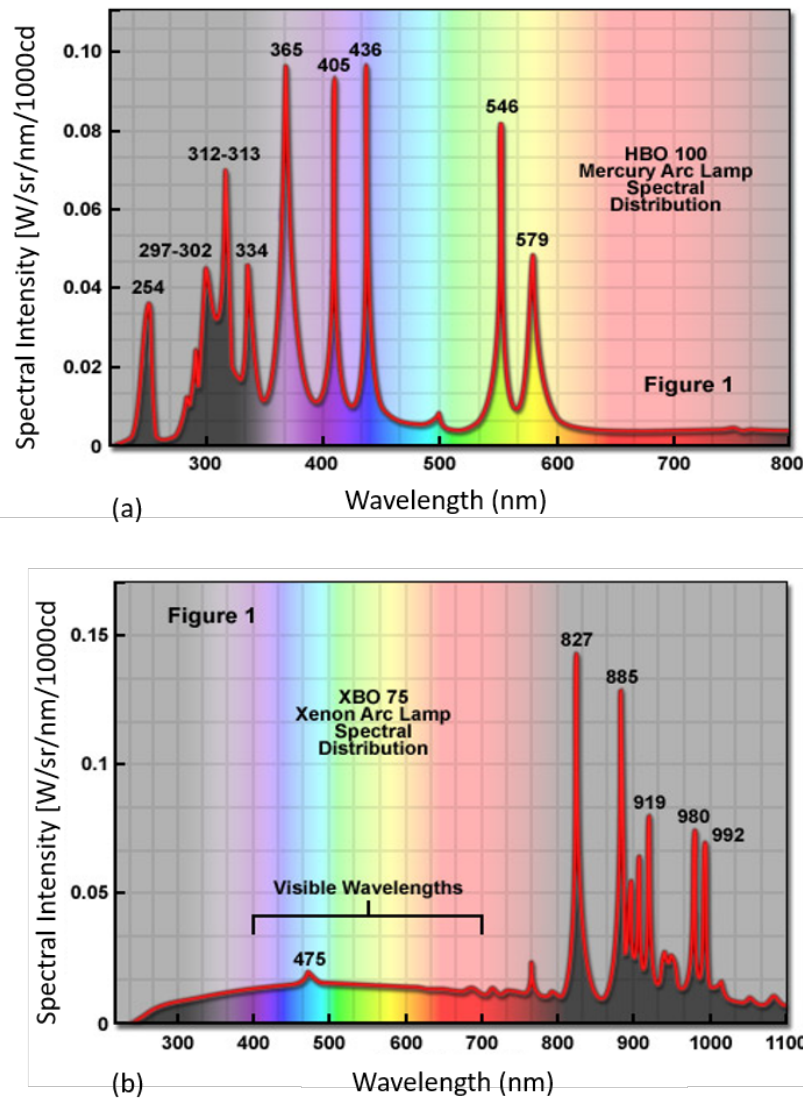 Spectral Intensity [W/sr/nm/1000cd]
0.10
0.08
0.06
0.04
0.02
0
365
436
405
546
312-313
HBO 100
Mercury Arc Lamp
Spectral
Distribution
297-302
334
579
254
Figure 1
300
400
500
600
700
800
Wavelength (nm)
(a)
Spectral Intensity [W/sr/nm/1000cd]
0.15
0.1
0.05
0
Figure 1
827
885
XBO 75
Xenon Arc Lamp
Spectral
Distribution
919
980
992
Visible Wavelengths
475
300
400
500
600
700
800
900
1000
1100
Wavelength (nm)
(b)